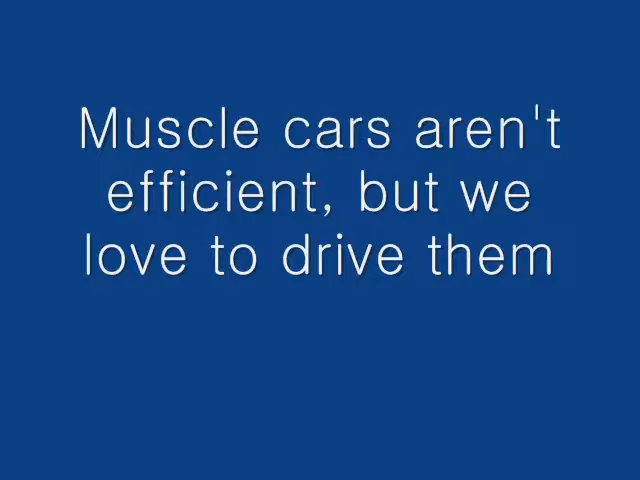 Muscle cars aren't
efficient, but we
love to drive them